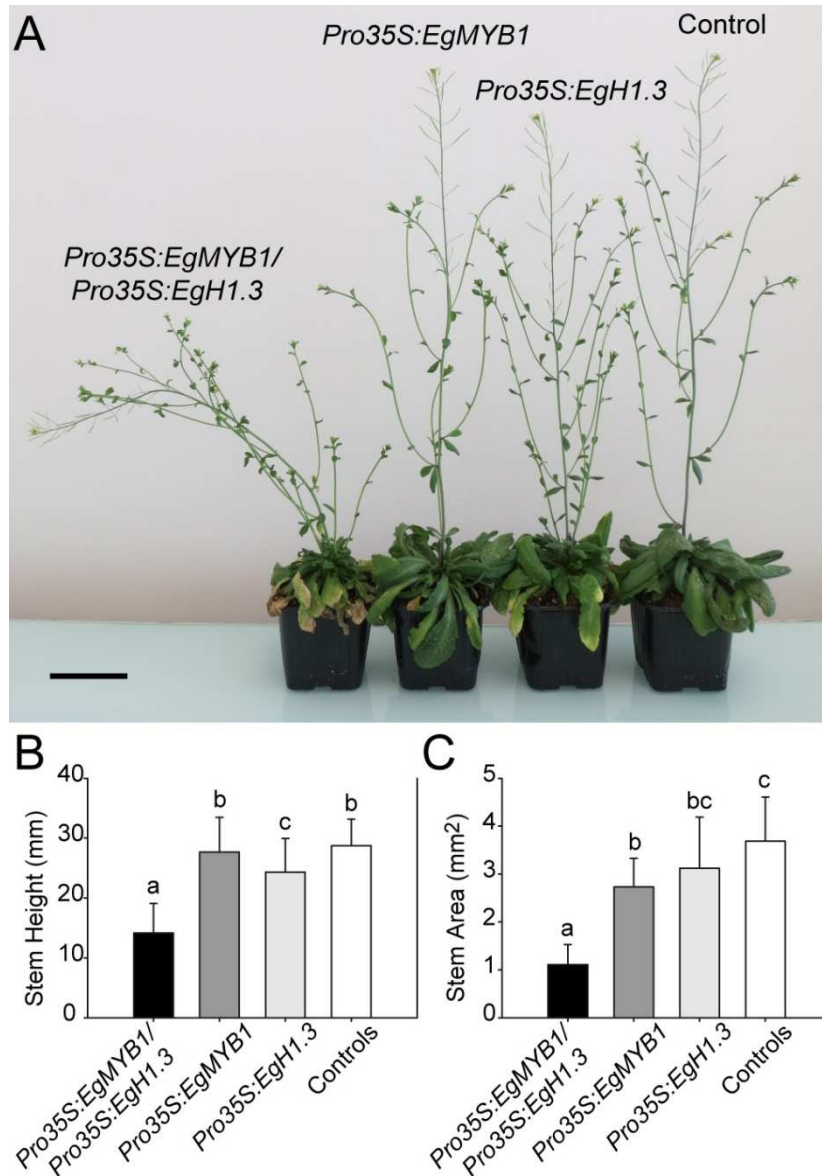 A
Pro35S:EgMYB1
Control
Pro35S:EgH1.3
Pro35S:EgMYB1/
Pro35S:EgH1.3
B
Stem Height (mm)
40
30
20
10
0
a
b
c
b
Pro35S:EgMYB1/
Pro35S:EgH1.3
Pro35S:EgMYB1
Pro35S:EgH1.3
Controls
C
Stem Area (mm²)
5
4
3
2
1
0
a
b
bc
c
Pro35S:EgMYB1/
Pro35S:EgH1.3
Pro35S:EgMYB1
Pro35S:EgH1.3
Controls